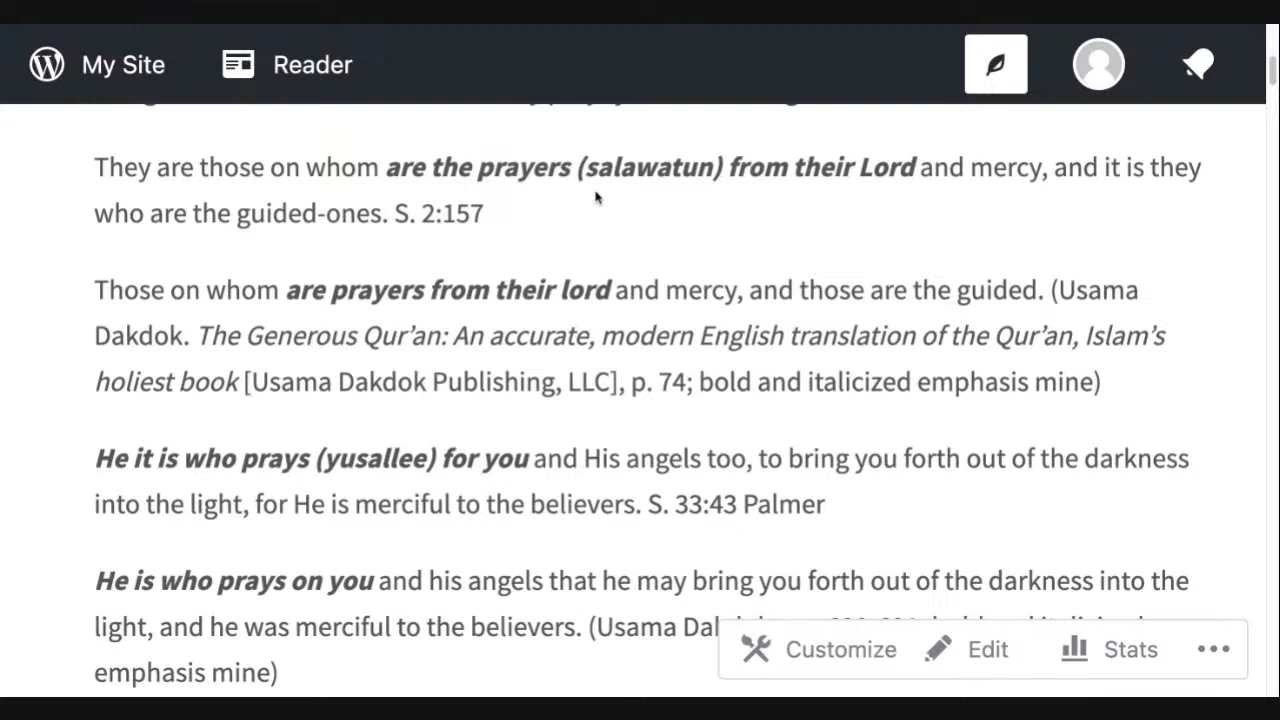 My Site
Reader
They are those on whom are the prayers (salawatun) from their Lord and mercy, and it is they
who are the guided-ones. S. 2:157
Those on whom are prayers from their lord and mercy, and those are the guided. (Usama
Dakdok. The Generous Qur’an: An accurate, modern English translation of the Qur’an, Islam’s
holiest book [Usama Dakdok Publishing, LLC], p. 74; bold and italicized emphasis mine)
He it is who prays (yusallee) for you and His angels too, to bring you forth out of the darkness
into the light, for He is merciful to the believers. S. 33:43 Palmer
He is who prays on you and his angels that he may bring you forth out of the darkness into the
light, and he was merciful to the believers. (Usama
emphasis mine)
Customize
Edit
Stats